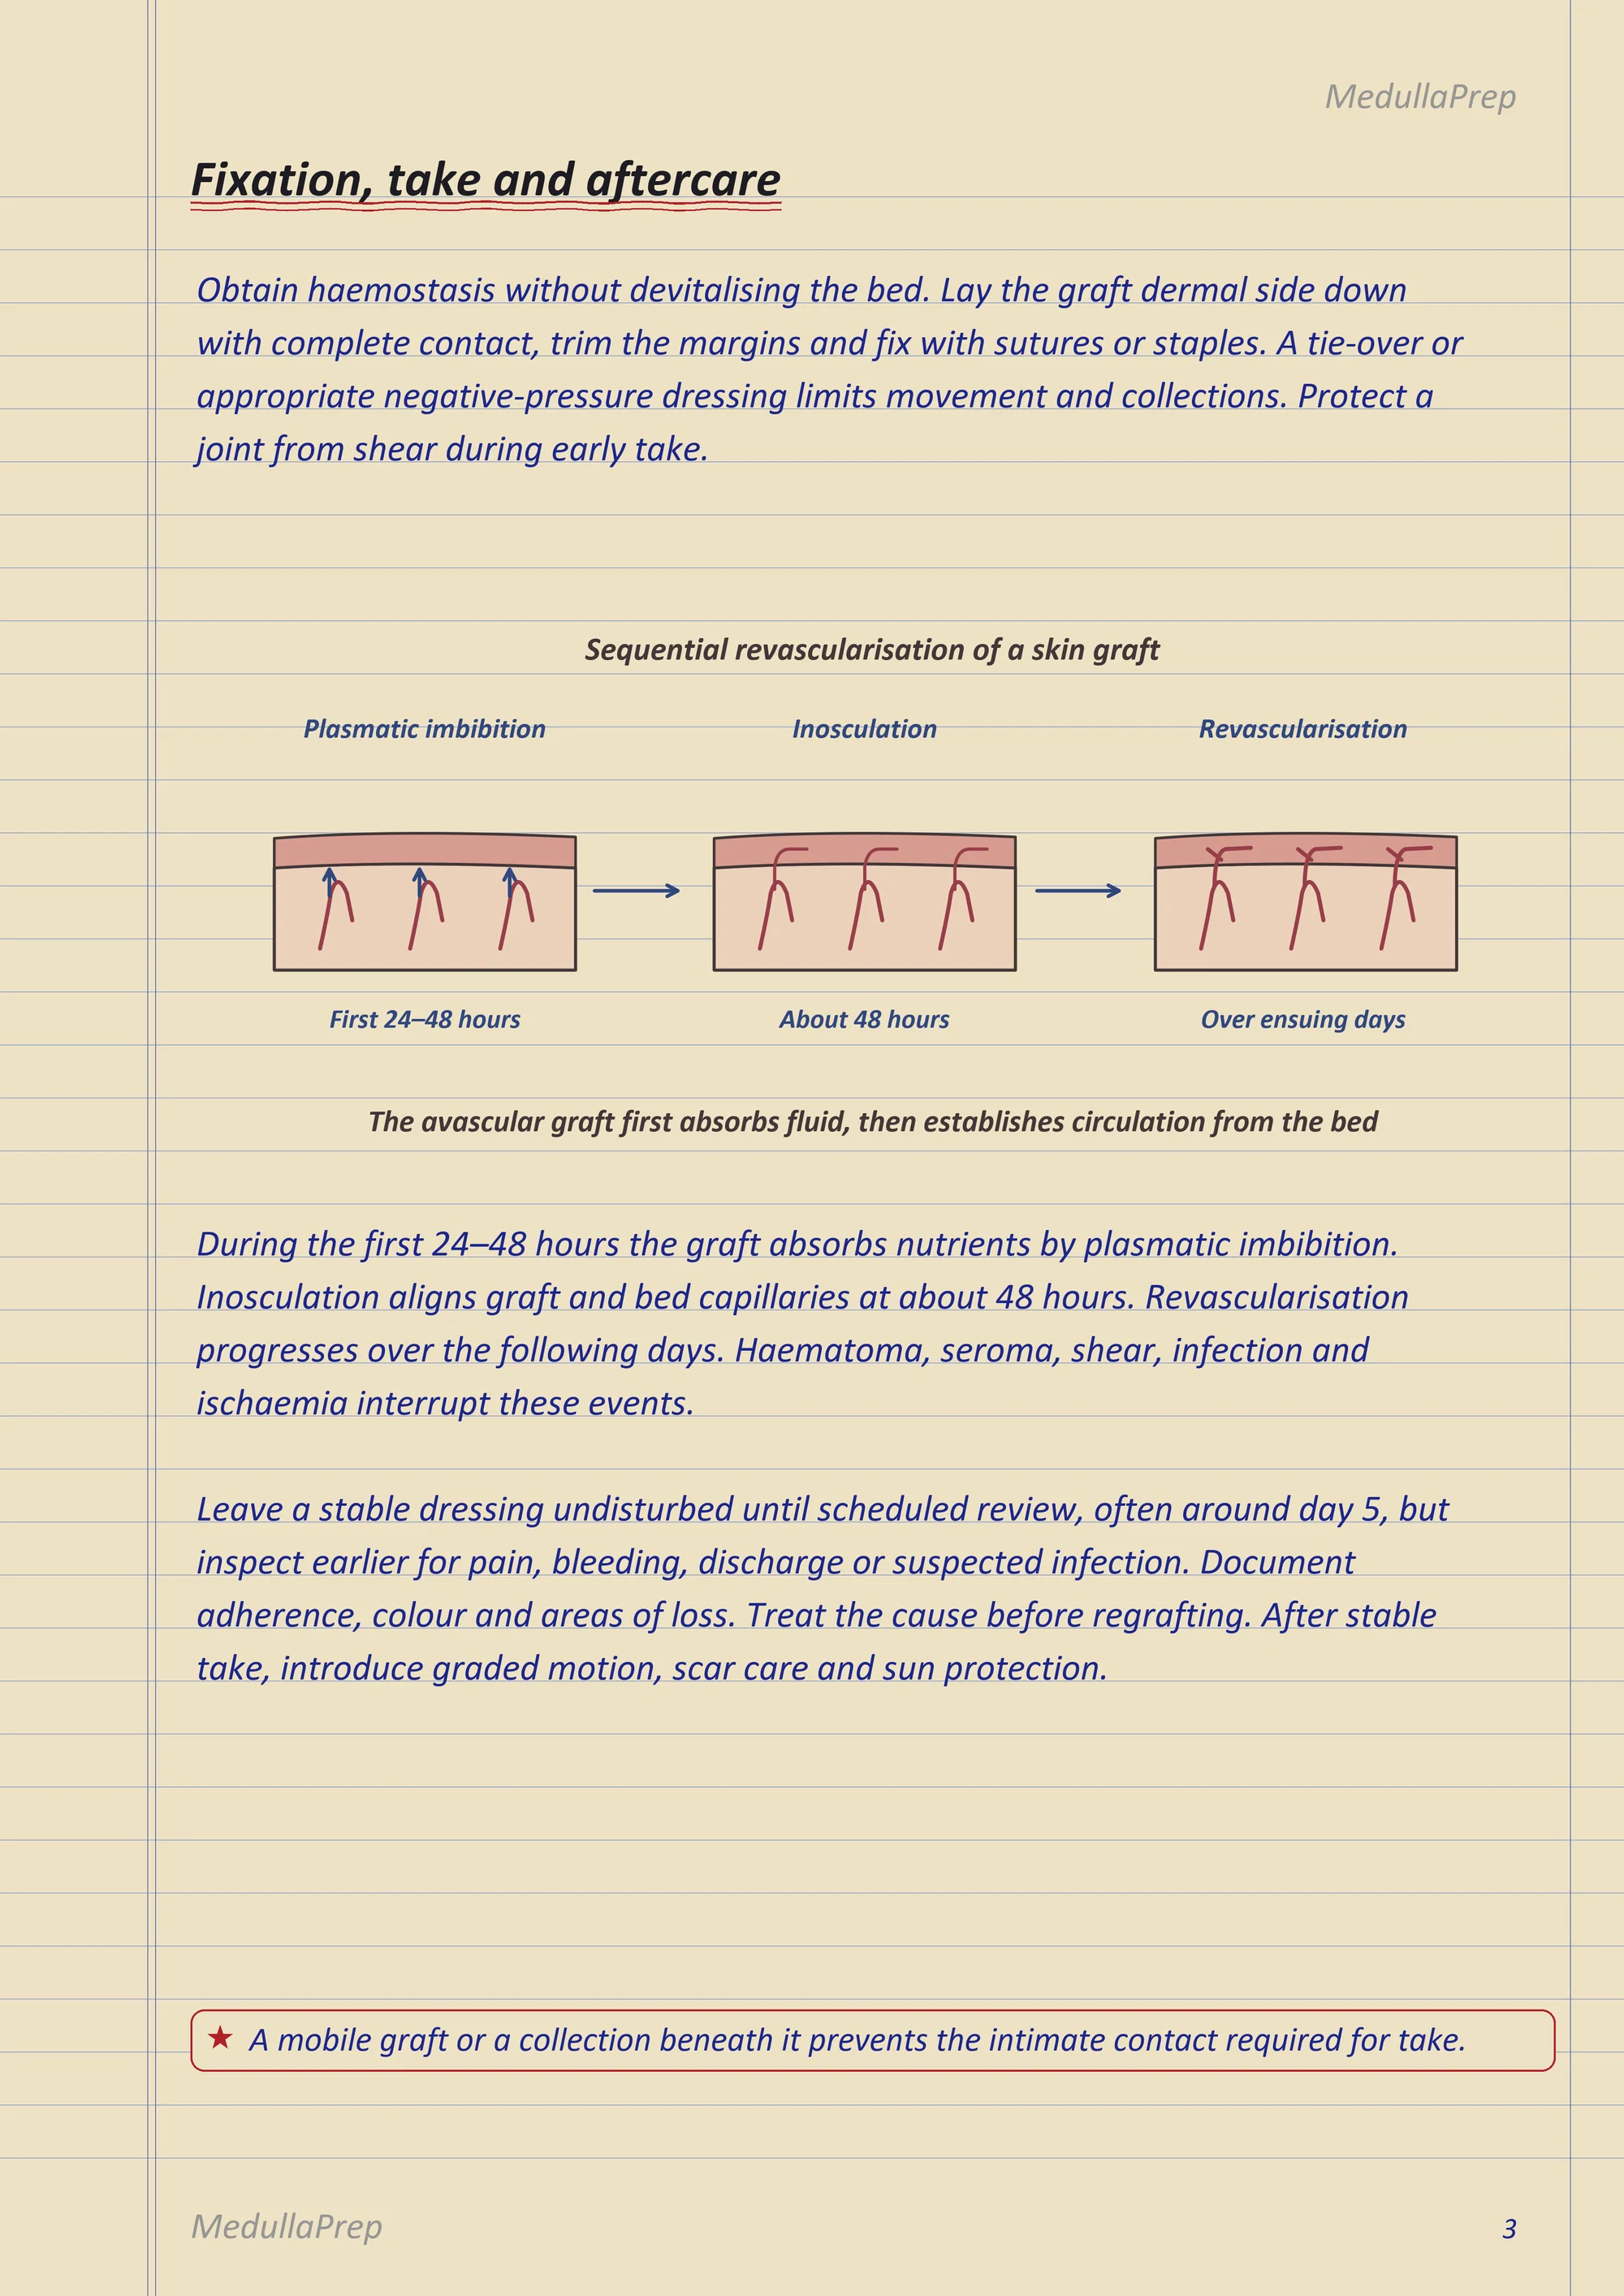 MedullaPrep
Fixation, take and aftercare
Obtain haemostasis without devitalising the bed. Lay the graft dermal side down
with complete contact, trim the margins and fix with sutures or staples. A tie-over or
appropriate negative-pressure dressing limits movement and collections. Protect a
joint from shear during early take.
Sequential revascularisation of a skin graft
Plasmatic imbibition
Inosculation
Revascularisation
First 24–48 hours
About 48 hours
Over ensuing days
The avascular graft first absorbs fluid, then establishes circulation from the bed
During the first 24–48 hours the graft absorbs nutrients by plasmatic imbibition.
Inosculation aligns graft and bed capillaries at about 48 hours. Revascularisation
progresses over the following days. Haematoma, seroma, shear, infection and
ischaemia interrupt these events.
Leave a stable dressing undisturbed until scheduled review, often around day 5, but
inspect earlier for pain, bleeding, discharge or suspected infection. Document
adherence, colour and areas of loss. Treat the cause before regrafting. After stable
take, introduce graded motion, scar care and sun protection.
★ A mobile graft or a collection beneath it prevents the intimate contact required for take.
MedullaPrep
3